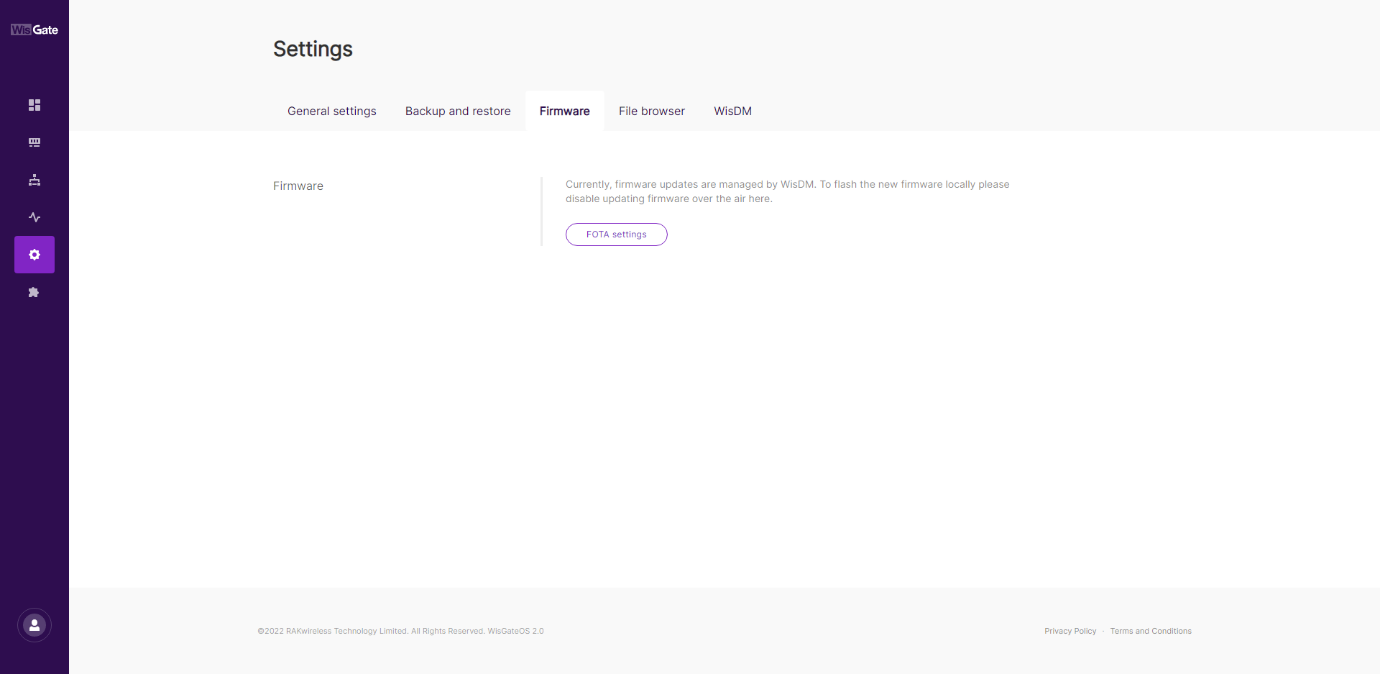 WisGate
Settings
General settings
Backup and restore
Firmware
File browser
WisDM
Firmware
Currently, firmware updates are managed by WisDM. To flash the new firmware locally please
disable updating firmware over the air here.
FOTA settings
©2022 RAKwireless Technology Limited. All Rights Reserved. WisGateOS 2.0
Privacy Policy · Terms and Conditions